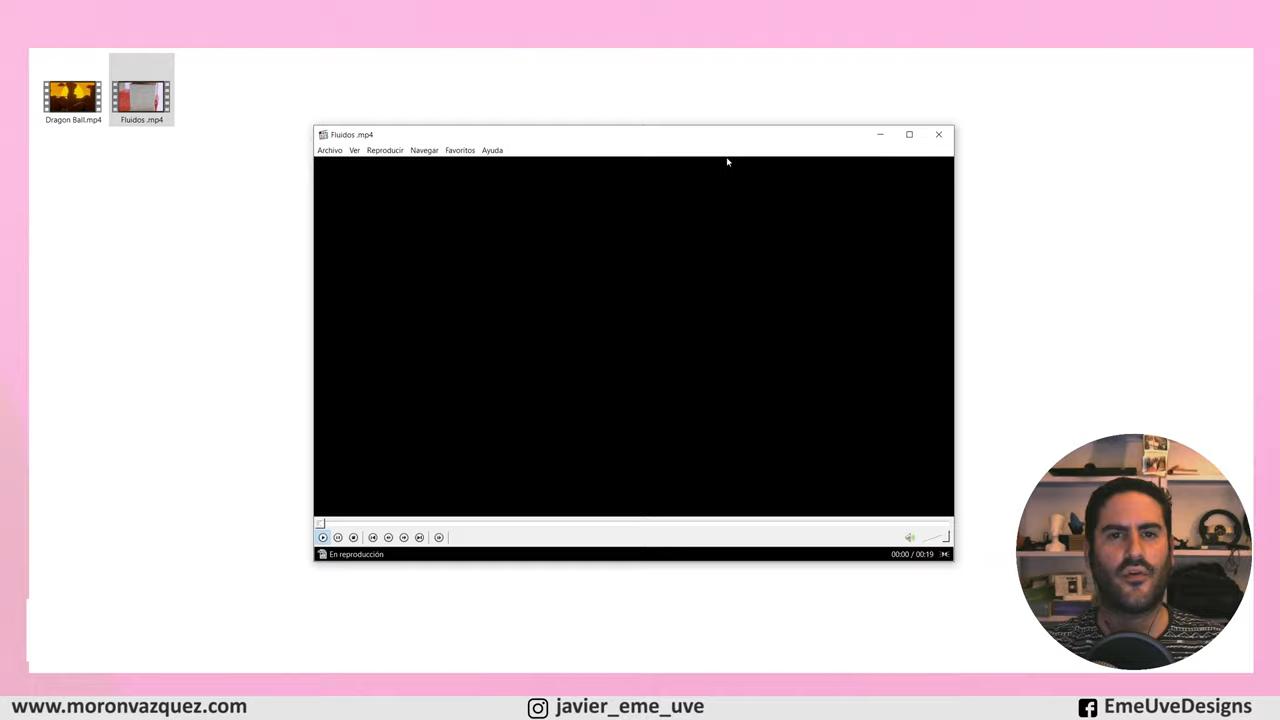 Dragon Ball.mp4
Fluidos .mp4
Fluidos .mp4
Archivo Ver Reproducir Navegar Favoritos Ayuda
En reproducción
00:00 / 00:19
www.moronvazquez.com
javier_eme_uve
EmeUveDesigns